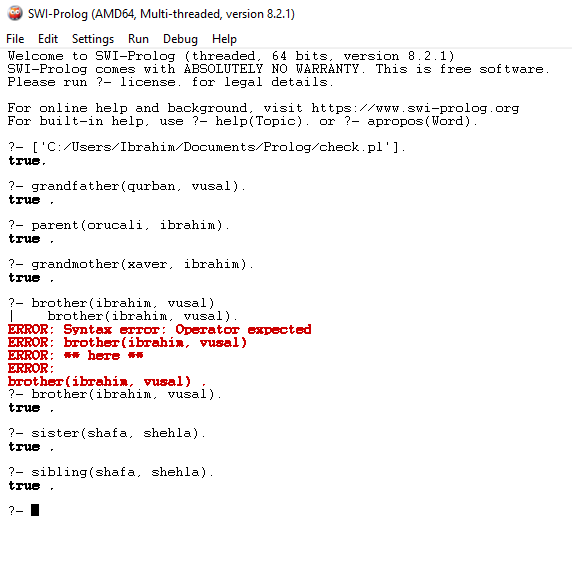 SWI-Prolog (AMD64, Multi-threaded, version 8.2.1)
File Edit Settings Run Debug Help
Welcome to SWI-Prolog (threaded, 64 bits, version 8.2.1)
SWI-Prolog comes with ABSOLUTELY NO WARRANTY. This is free software.
Please run ?- license. for legal details.
For online help and background, visit https://www.swi-prolog.org
For built-in help, use ?- help(Topic). or ?- apropos(Word).
?- ['C:/Users/Ibrahim/Documents/Prolog/check.pl'].
true.
?- grandfather(qurban, vusal).
true .
?- parent(orucali, ibrahim).
true .
?- grandmother(xaver, ibrahim).
true .
?- brother(ibrahim, vusal)
|    brother(ibrahim, vusal).
ERROR: Syntax error: Operator expected
ERROR: brother(ibrahim, vusal)
ERROR: ** here **
ERROR:
brother(ibrahim, vusal) .
?- brother(ibrahim, vusal).
true .
?- sister(shafa, shehla).
true .
?- sibling(shafa, shehla).
true .
?-